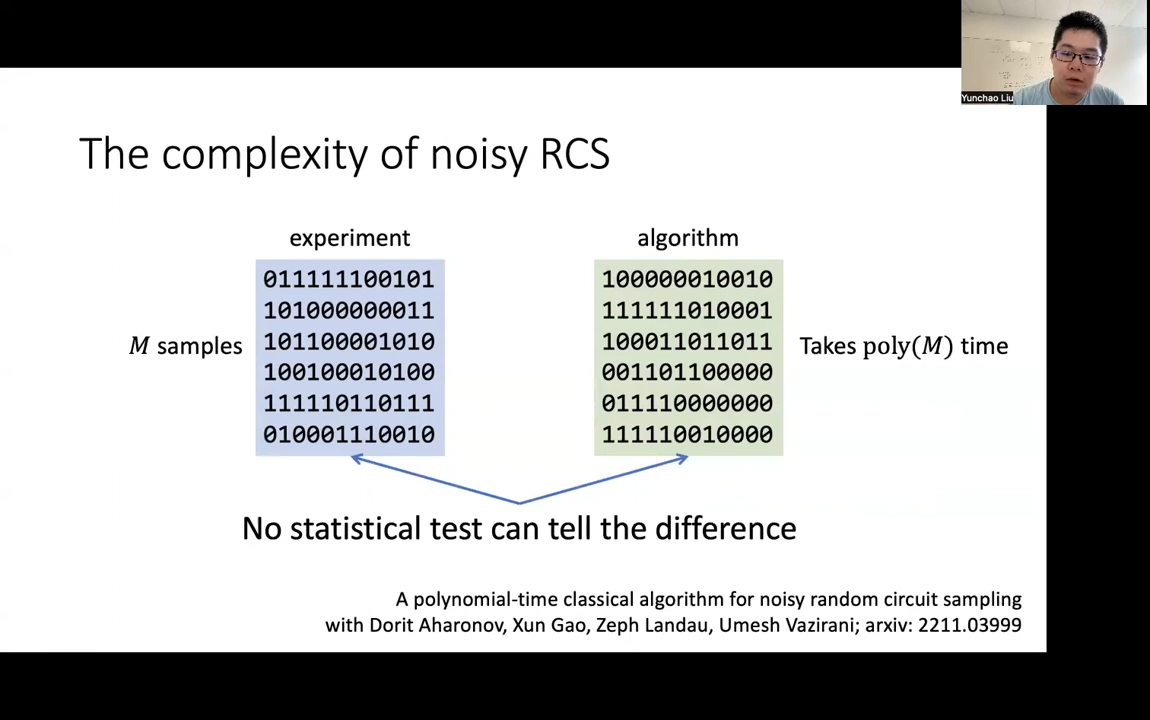 Yunchao Liu
The complexity of noisy RCS
experiment
algorithm
011111100101
101000000011
101100001010
100100010100
111110110111
010001110010
M samples
100000010010
111111010001
100011011011
001101100000
011110000000
111110010000
Takes poly(M) time
No statistical test can tell the difference
A polynomial-time classical algorithm for noisy random circuit sampling
with Dorit Aharonov, Xun Gao, Zeph Landau, Umesh Vazirani; arxiv: 2211.03999